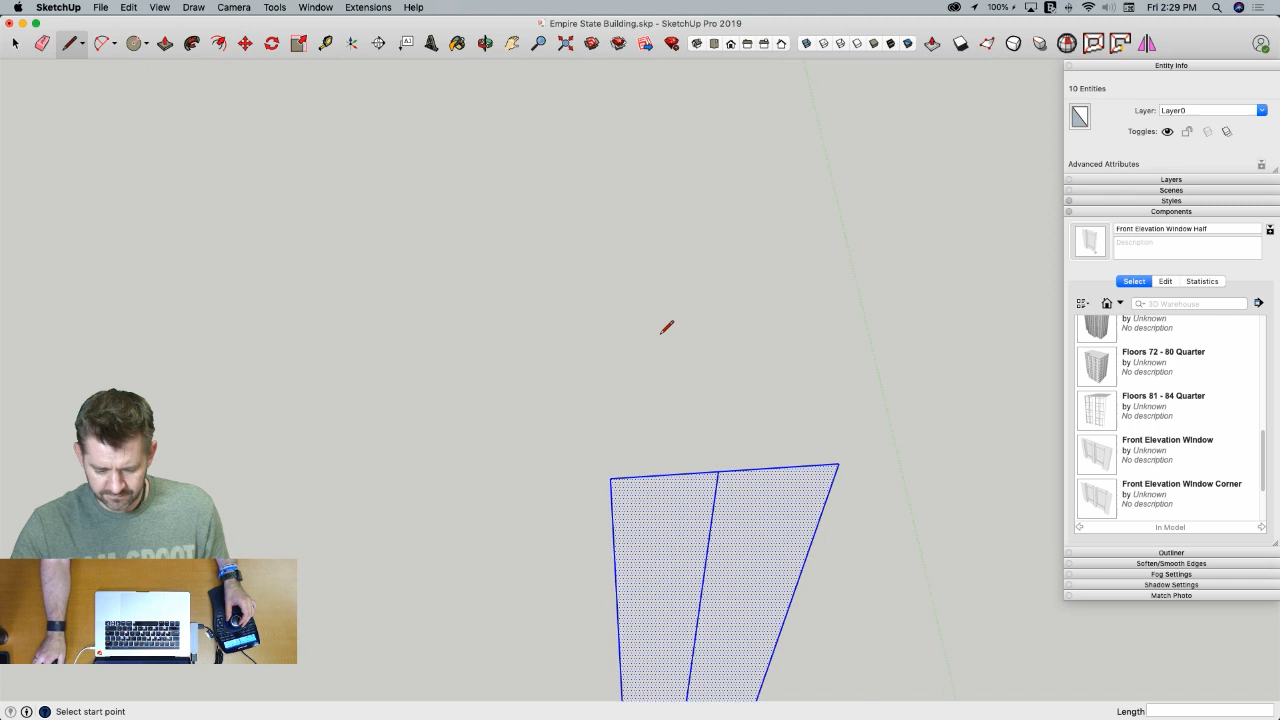 SketchUp File Edit View Draw Camera Tools Window Extensions Help 100% Fri 2:29 PM
Empire State Building.skp - SketchUp Pro 2019
Entity Info
10 Entities
Layer: Layer0
Toggles:
Advanced Attributes
Layers
Scenes
Styles
Components
Front Elevation Window Half
Description
Select Edit Statistics
3D Warehouse
by Unknown
No description
Floors 72 - 80 Quarter
by Unknown
No description
Floors 81 - 84 Quarter
by Unknown
No description
Front Elevation Window
by Unknown
No description
Front Elevation Window Corner
by Unknown
No description
In Model
Outliner
Soften/Smooth Edges
Fog Settings
Shadow Settings
Match Photo
Select start point
Length